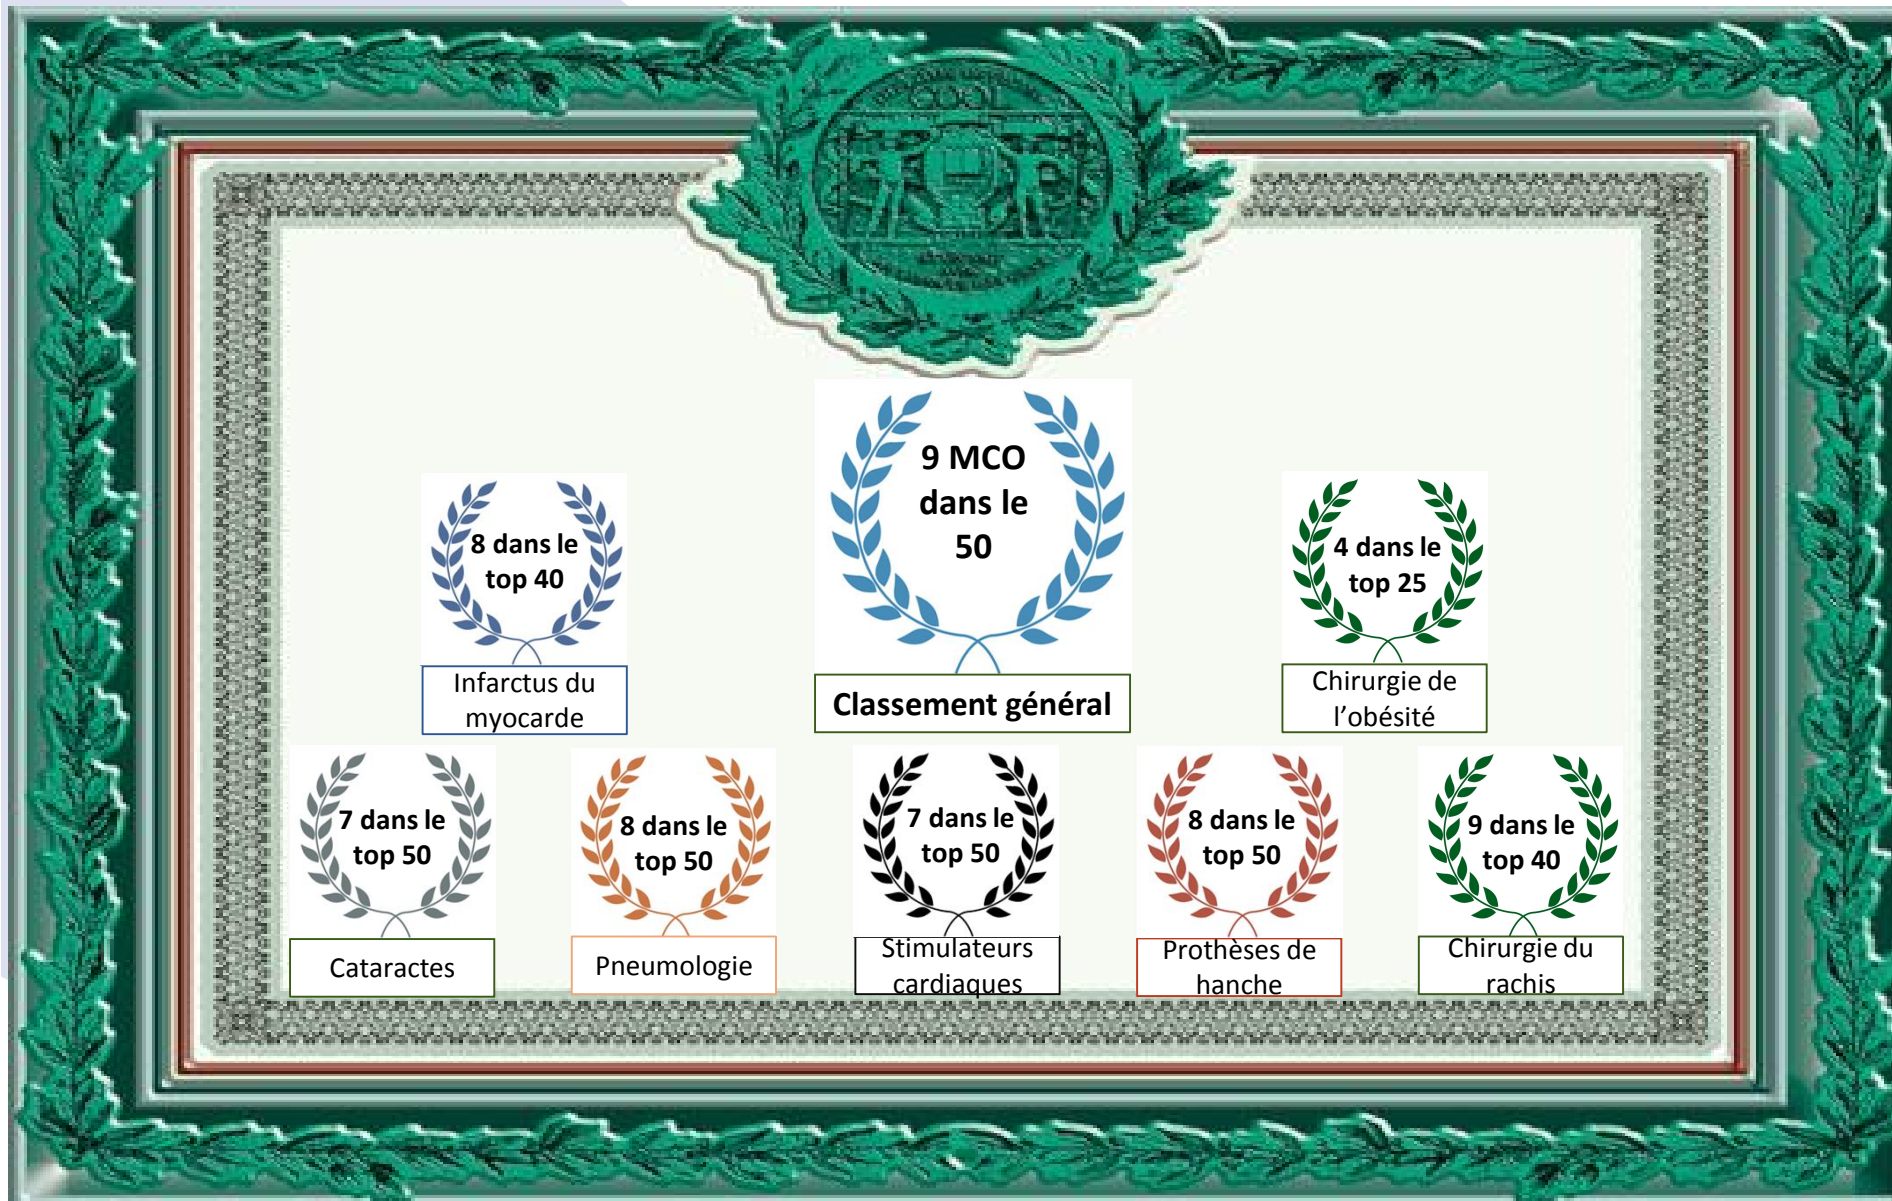 9 MCO
dans le
50
Classement général
8 dans le
top 40
Infarctus du
myocarde
4 dans le
top 25
Chirurgie de
l’obésité
7 dans le
top 50
Cataractes
8 dans le
top 50
Pneumologie
7 dans le
top 50
Stimulateurs
cardiaques
8 dans le
top 50
Prothèses de
hanche
9 dans le
top 40
Chirurgie du
rachis